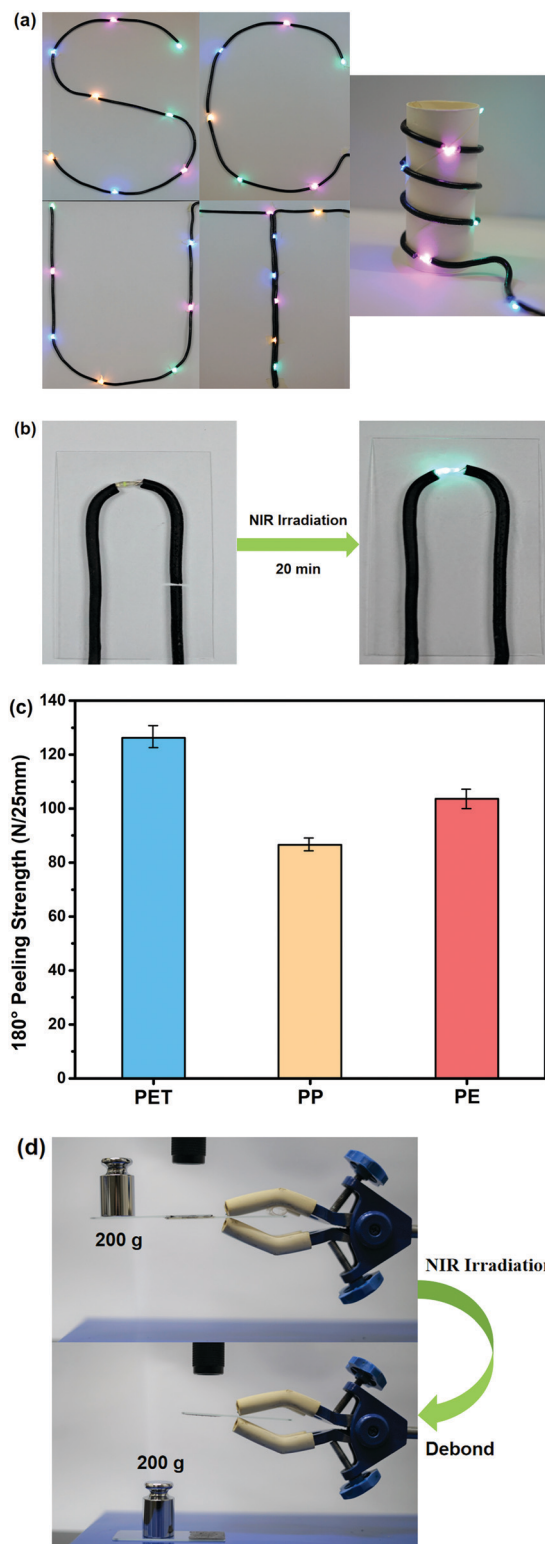 (a)
(b)
NIR Irradiation
20 min
(c)
180° Peeling Strength (N/25mm)
140
120
100
80
60
40
20
0
PET
PP
PE
(d)
200 g
NIR Irradiation
200 g
Debond